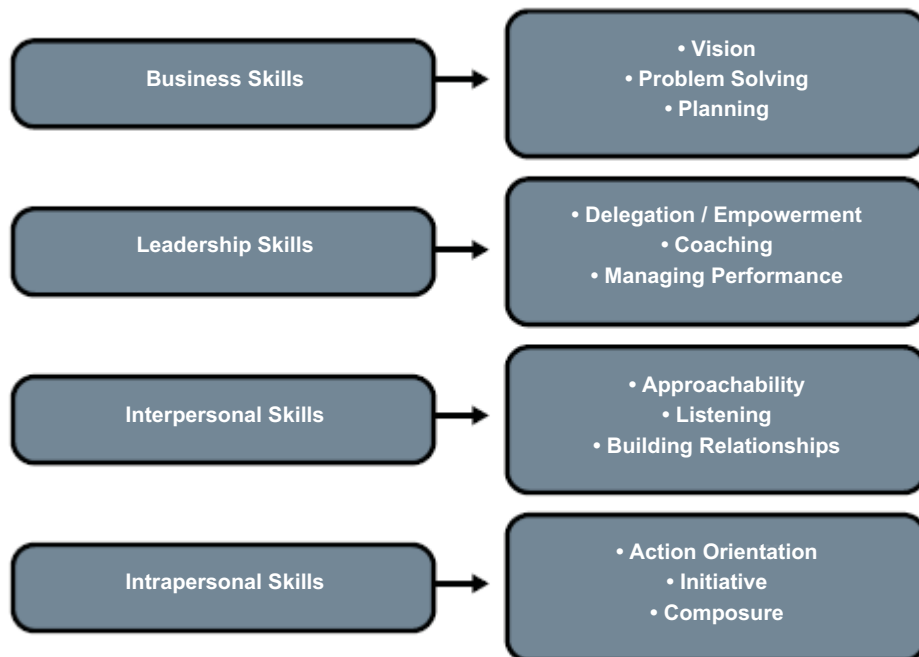 Business Skills
• Vision
• Problem Solving
• Planning
Leadership Skills
• Delegation / Empowerment
• Coaching
• Managing Performance
Interpersonal Skills
• Approachability
• Listening
• Building Relationships
Intrapersonal Skills
• Action Orientation
• Initiative
• Composure